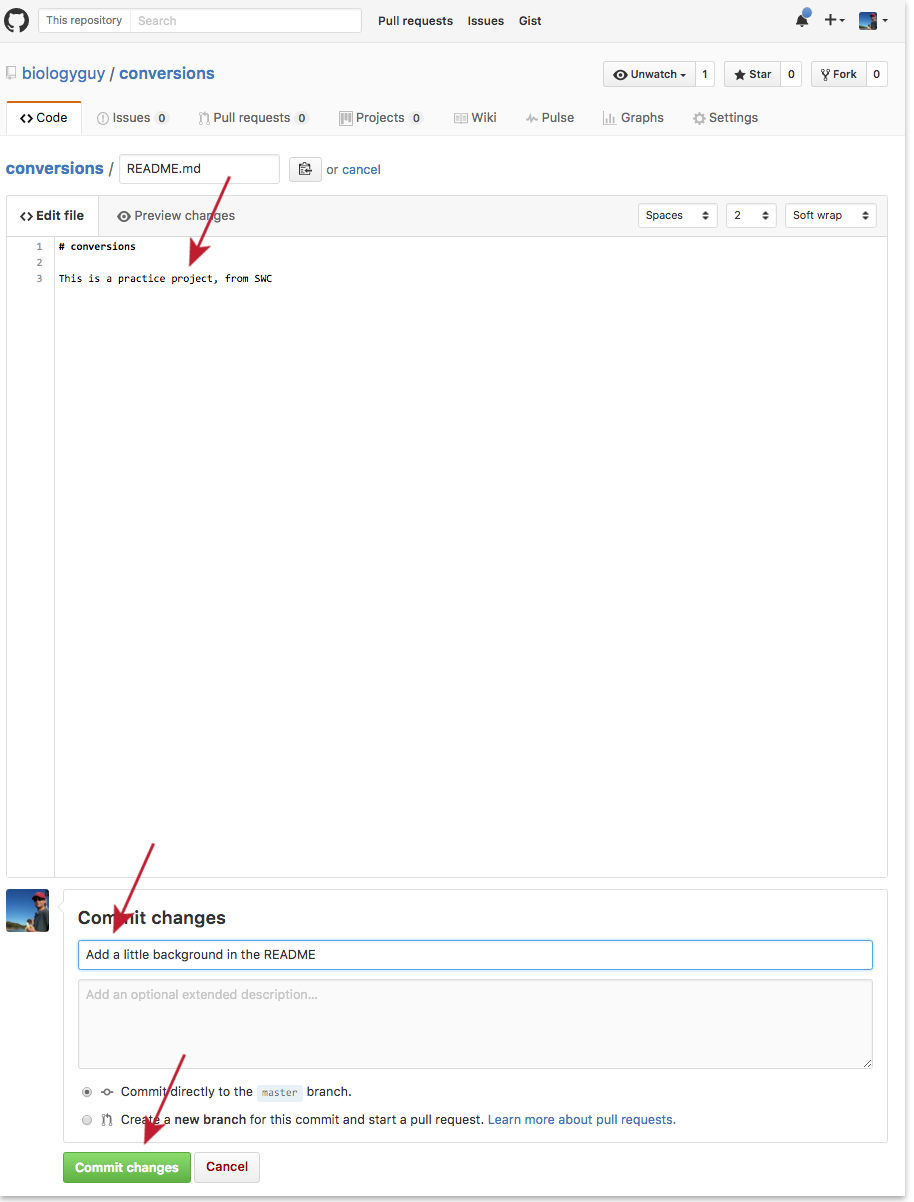 This repository Search Pull requests Issues Gist
biologyguy / conversions Unwatch 1 Star 0 Fork 0
Code Issues 0 Pull requests 0 Projects 0 Wiki Pulse Graphs Settings
conversions / README.md or cancel
Edit file Preview changes Spaces 2 Soft wrap
1 # conversions
2
3 This is a practice project, from SWC
Commit changes
Add a little background in the README
Add an optional extended description...
Commit directly to the master branch.
Create a new branch for this commit and start a pull request. Learn more about pull requests.
Commit changes Cancel